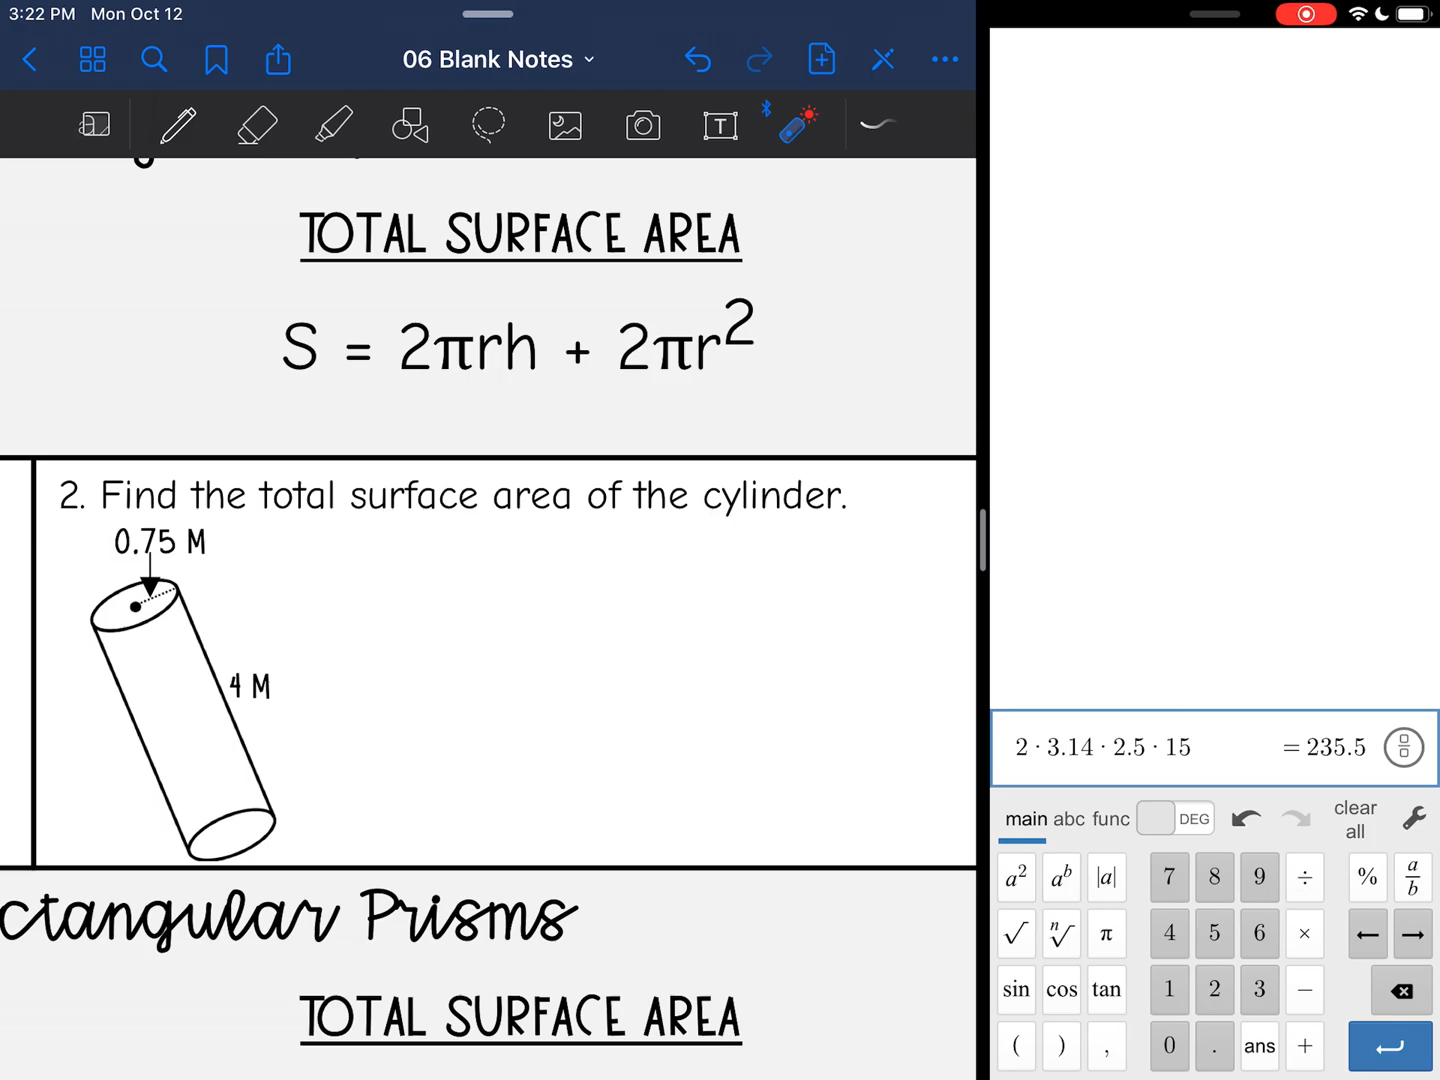 3:22 PM Mon Oct 12
06 Blank Notes
TOTAL SURFACE AREA
S = 2πrh + 2πr²
2. Find the total surface area of the cylinder.
0.75 M
4 M
ctangular Prisms
TOTAL SURFACE AREA
2 · 3.14 · 2.5 · 15 = 235.5
main abc func DEG clear all
a² aᵇ |a| 7 8 9 ÷ % a/b
√ ⁿ√ π 4 5 6 × ← →
sin cos tan 1 2 3 −
( ) , 0 . ans +